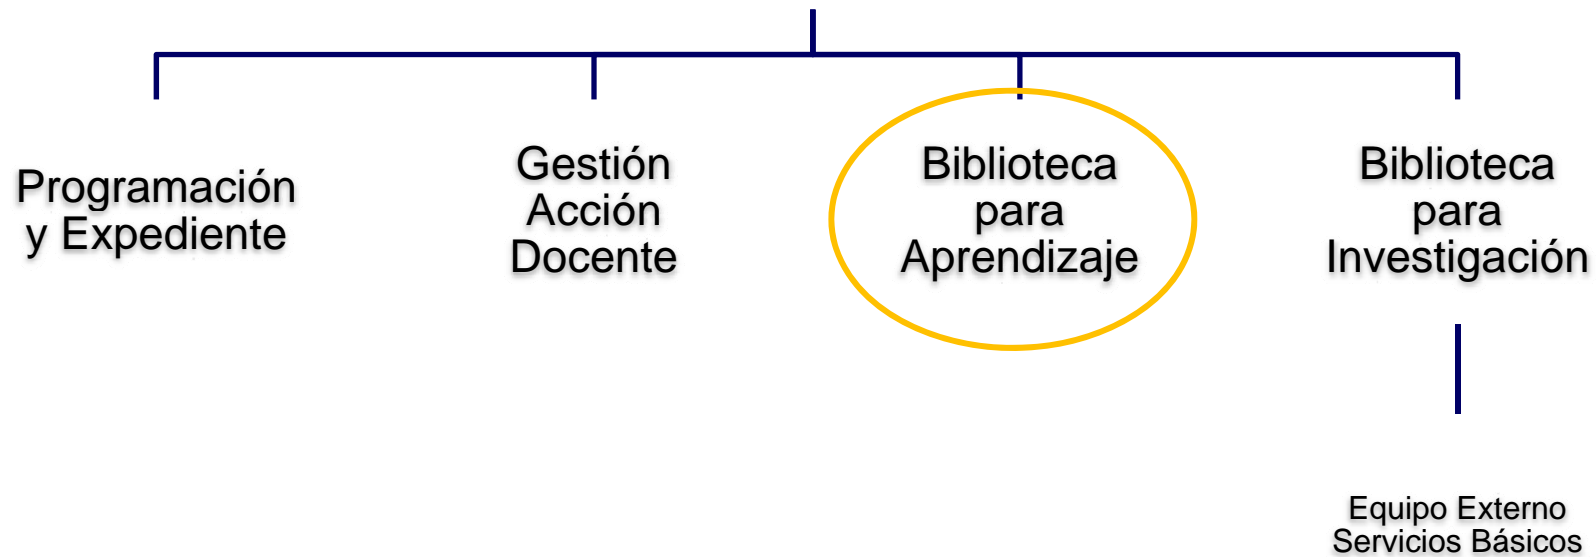 Programación
y Expediente
Gestión
Acción
Docente
Biblioteca
para
Aprendizaje
Biblioteca
para
Investigación
Equipo Externo
Servicios Básicos